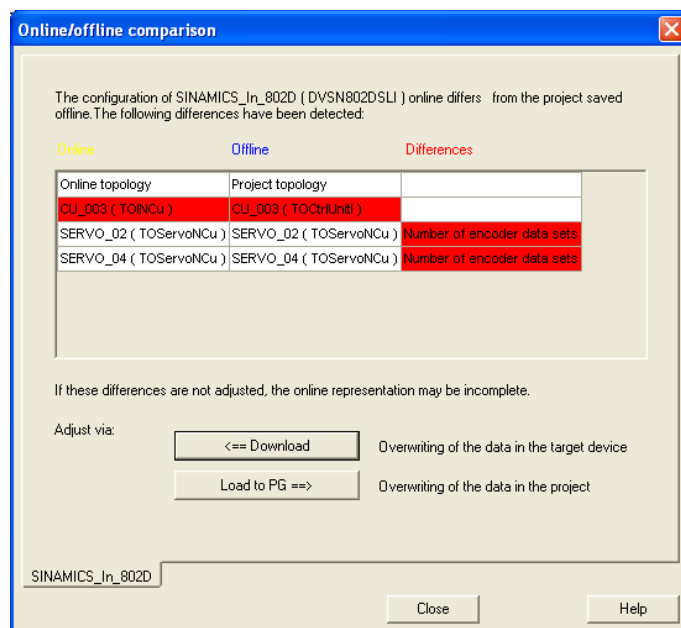 Online/offline comparison
The configuration of SINAMICS_In_802D ( DVSN802DSLI ) online differs from the project saved
offline.The following differences have been detected:
Online Offline Differences
Online topology Project topology
CU_003 ( TOINCu ) CU_003 ( TOCtrlUnitI )
SERVO_02 ( TOServoNCu ) SERVO_02 ( TOServoNCu ) Number of encoder data sets
SERVO_04 ( TOServoNCu ) SERVO_04 ( TOServoNCu ) Number of encoder data sets
If these differences are not adjusted, the online representation may be incomplete.
Adjust via:
<== Download Overwriting of the data in the target device
Load to PG ==> Overwriting of the data in the project
SINAMICS_In_802D
Close Help